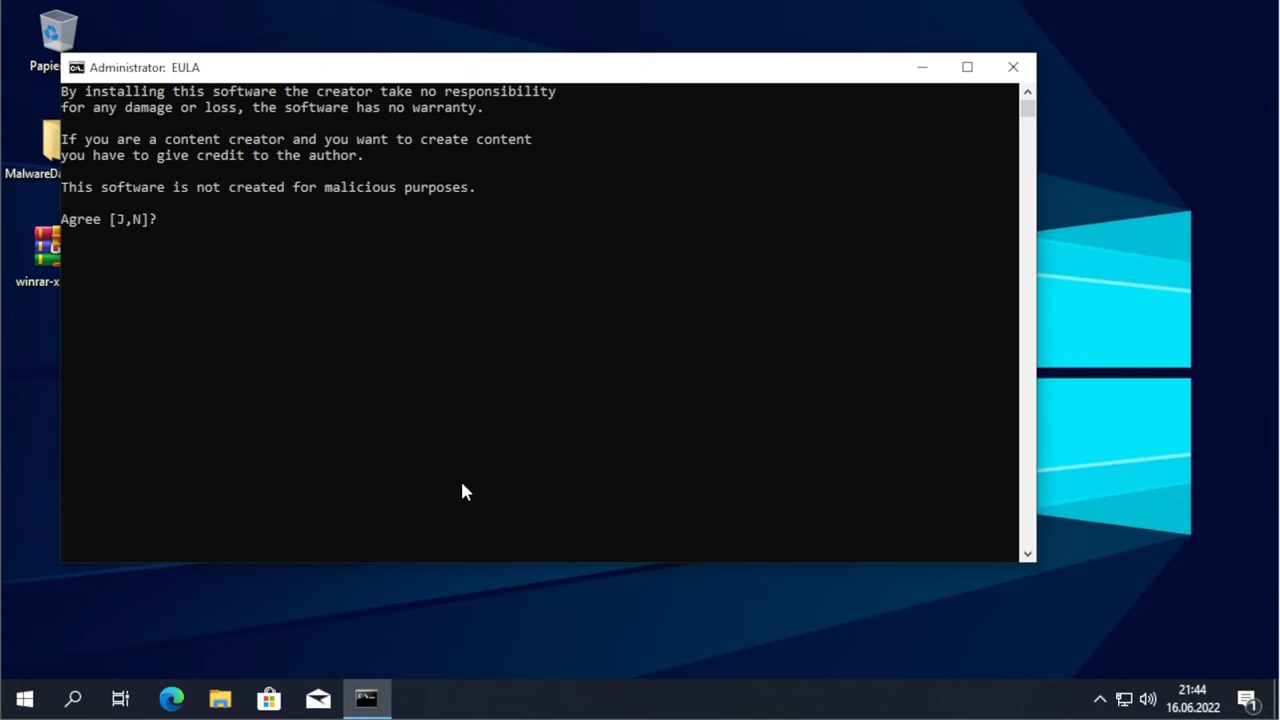 Papie
Administrator: EULA
By installing this software the creator take no responsibility
for any damage or loss, the software has no warranty.
If you are a content creator and you want to create content
you have to give credit to the author.
This software is not created for malicious purposes.
Agree [J,N]?
MalwareDa
winrar-x
21:44
16.06.2022
1